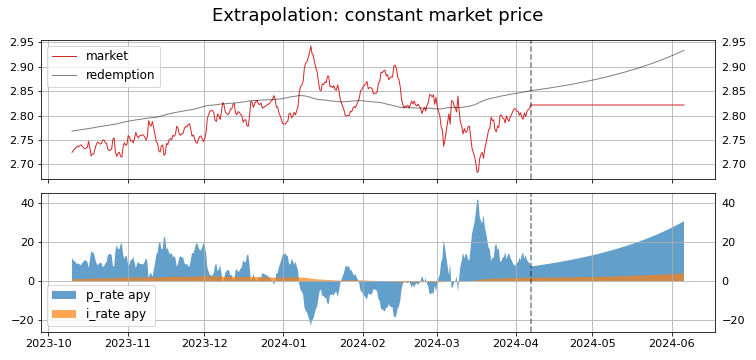 Extrapolation: constant market price
2.95 2.95
market
2.90 redemption 2.90
2.85 2.85
2.80 2.80
2.75 2.75
2.70 2.70
40 40
20 20
0 0
p_rate apy
i_rate apy
−20 −20
2023-10 2023-11 2023-12 2024-01 2024-02 2024-03 2024-04 2024-05 2024-06